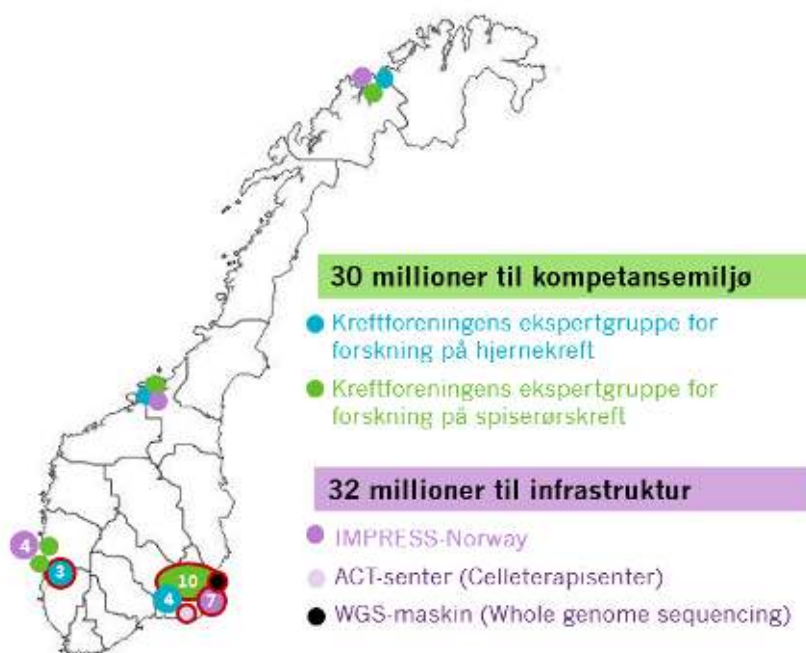 30 millioner til kompetansemiljø
Kreftforeningens ekspertgruppe for
forskning på hjernekreft
Kreftforeningens ekspertgruppe for
forskning på spiserørskreft
32 millioner til infrastruktur
IMPRESS-Norway
ACT-senter (Celleterapisenter)
WGS-maskin (Whole genome sequencing)
4
3
10
4
7